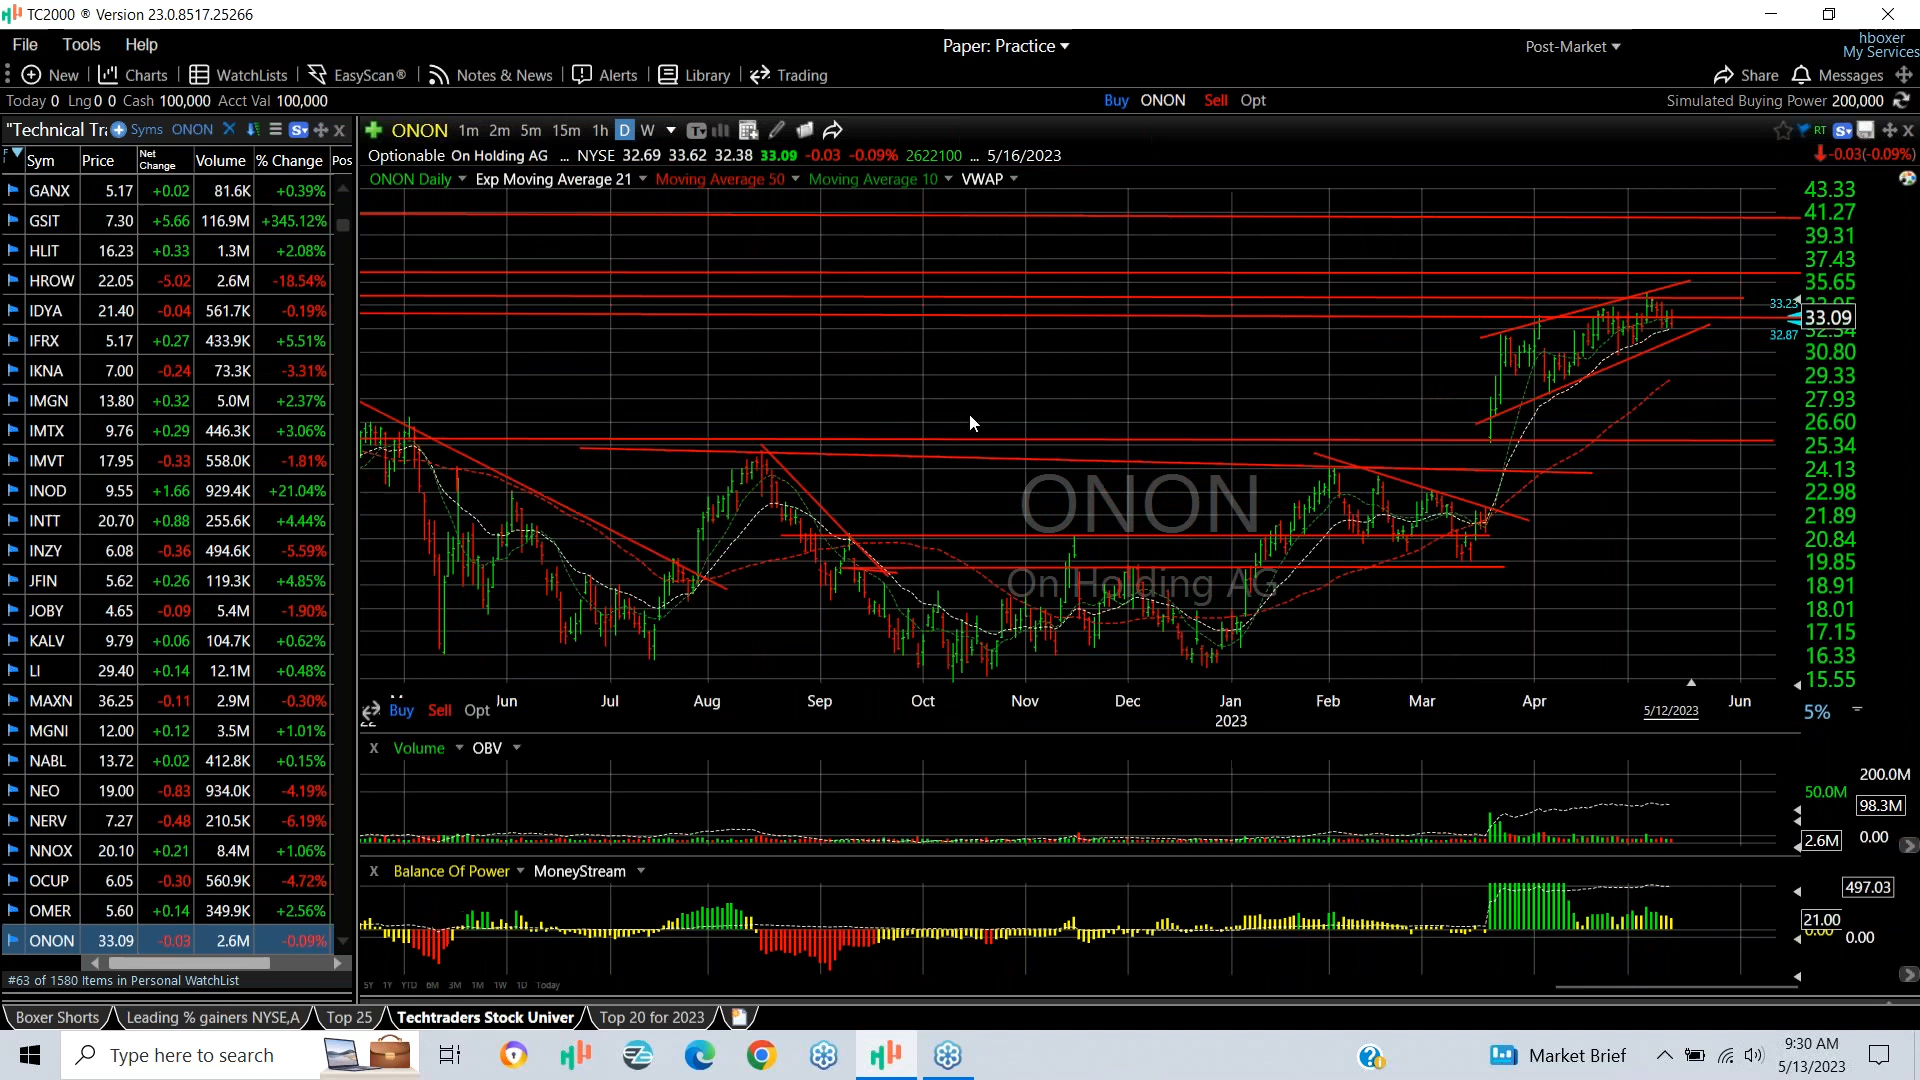 TC2000 ® Version 23.0.8517.25266
File Tools Help
Paper: Practice
Post-Market
hboxer
My Services
New Charts WatchLists EasyScan® Notes & News Alerts Library Trading
Share Messages
Today 0 Lng 0 0 Cash 100,000 Acct Val 100,000
Buy ONON Sell Opt
Simulated Buying Power 200,000
"Technical Tr Syms ONON
ONON 1m 2m 5m 15m 1h D W
RT
Optionable On Holding AG ... NYSE 32.69 33.62 32.38 33.09 -0.03 -0.09% 2622100 ... 5/16/2023
-0.03(-0.09%)
ONON Daily Exp Moving Average 21 Moving Average 50 Moving Average 10 VWAP
Sym Price Net Change Volume % Change Pos
GANX 5.17 +0.02 81.6K +0.39%
GSIT 7.30 +5.66 116.9M +345.12%
HLIT 16.23 +0.33 1.3M +2.08%
HROW 22.05 -5.02 2.6M -18.54%
IDYA 21.40 -0.04 561.7K -0.19%
IFRX 5.17 +0.27 433.9K +5.51%
IKNA 7.00 -0.24 73.3K -3.31%
IMGN 13.80 +0.32 5.0M +2.37%
IMTX 9.76 +0.29 446.3K +3.06%
IMVT 17.95 -0.33 558.0K -1.81%
INOD 9.55 +1.66 929.4K +21.04%
INTT 20.70 +0.88 255.6K +4.44%
INZY 6.08 -0.36 494.6K -5.59%
JFIN 5.62 +0.26 119.3K +4.85%
JOBY 4.65 -0.09 5.4M -1.90%
KALV 9.79 +0.06 104.7K +0.62%
LI 29.40 +0.14 12.1M +0.48%
MAXN 36.25 -0.11 2.9M -0.30%
MGNI 12.00 +0.12 3.5M +1.01%
NABL 13.72 +0.02 412.8K +0.15%
NEO 19.00 -0.83 934.0K -4.19%
NERV 7.27 -0.48 210.5K -6.19%
NNOX 20.10 +0.21 8.4M +1.06%
OCUP 6.05 -0.30 560.9K -4.72%
OMER 5.60 +0.14 349.9K +2.56%
ONON 33.09 -0.03 2.6M -0.09%
#63 of 1580 Items in Personal WatchList
43.33
41.27
39.31
37.43
35.65
33.23
33.09
32.87
30.80
29.33
27.93
26.60
25.34
24.13
22.98
21.89
20.84
19.85
18.91
18.01
17.15
16.33
15.55
5%
ONON
On Holding AG
Jun Jul Aug Sep Oct Nov Dec Jan Feb Mar Apr Jun
22 2023 5/12/2023
Buy Sell Opt
X Volume OBV
200.0M
50.0M
98.3M
2.6M 0.00
X Balance Of Power MoneyStream
497.03
21.00
0.00
5Y 1Y YTD 6M 3M 1M 1W 1D Today
Boxer Shorts Leading % gainers NYSE,A Top 25 Techtraders Stock Univer Top 20 for 2023
Type here to search
Market Brief
9:30 AM
5/13/2023